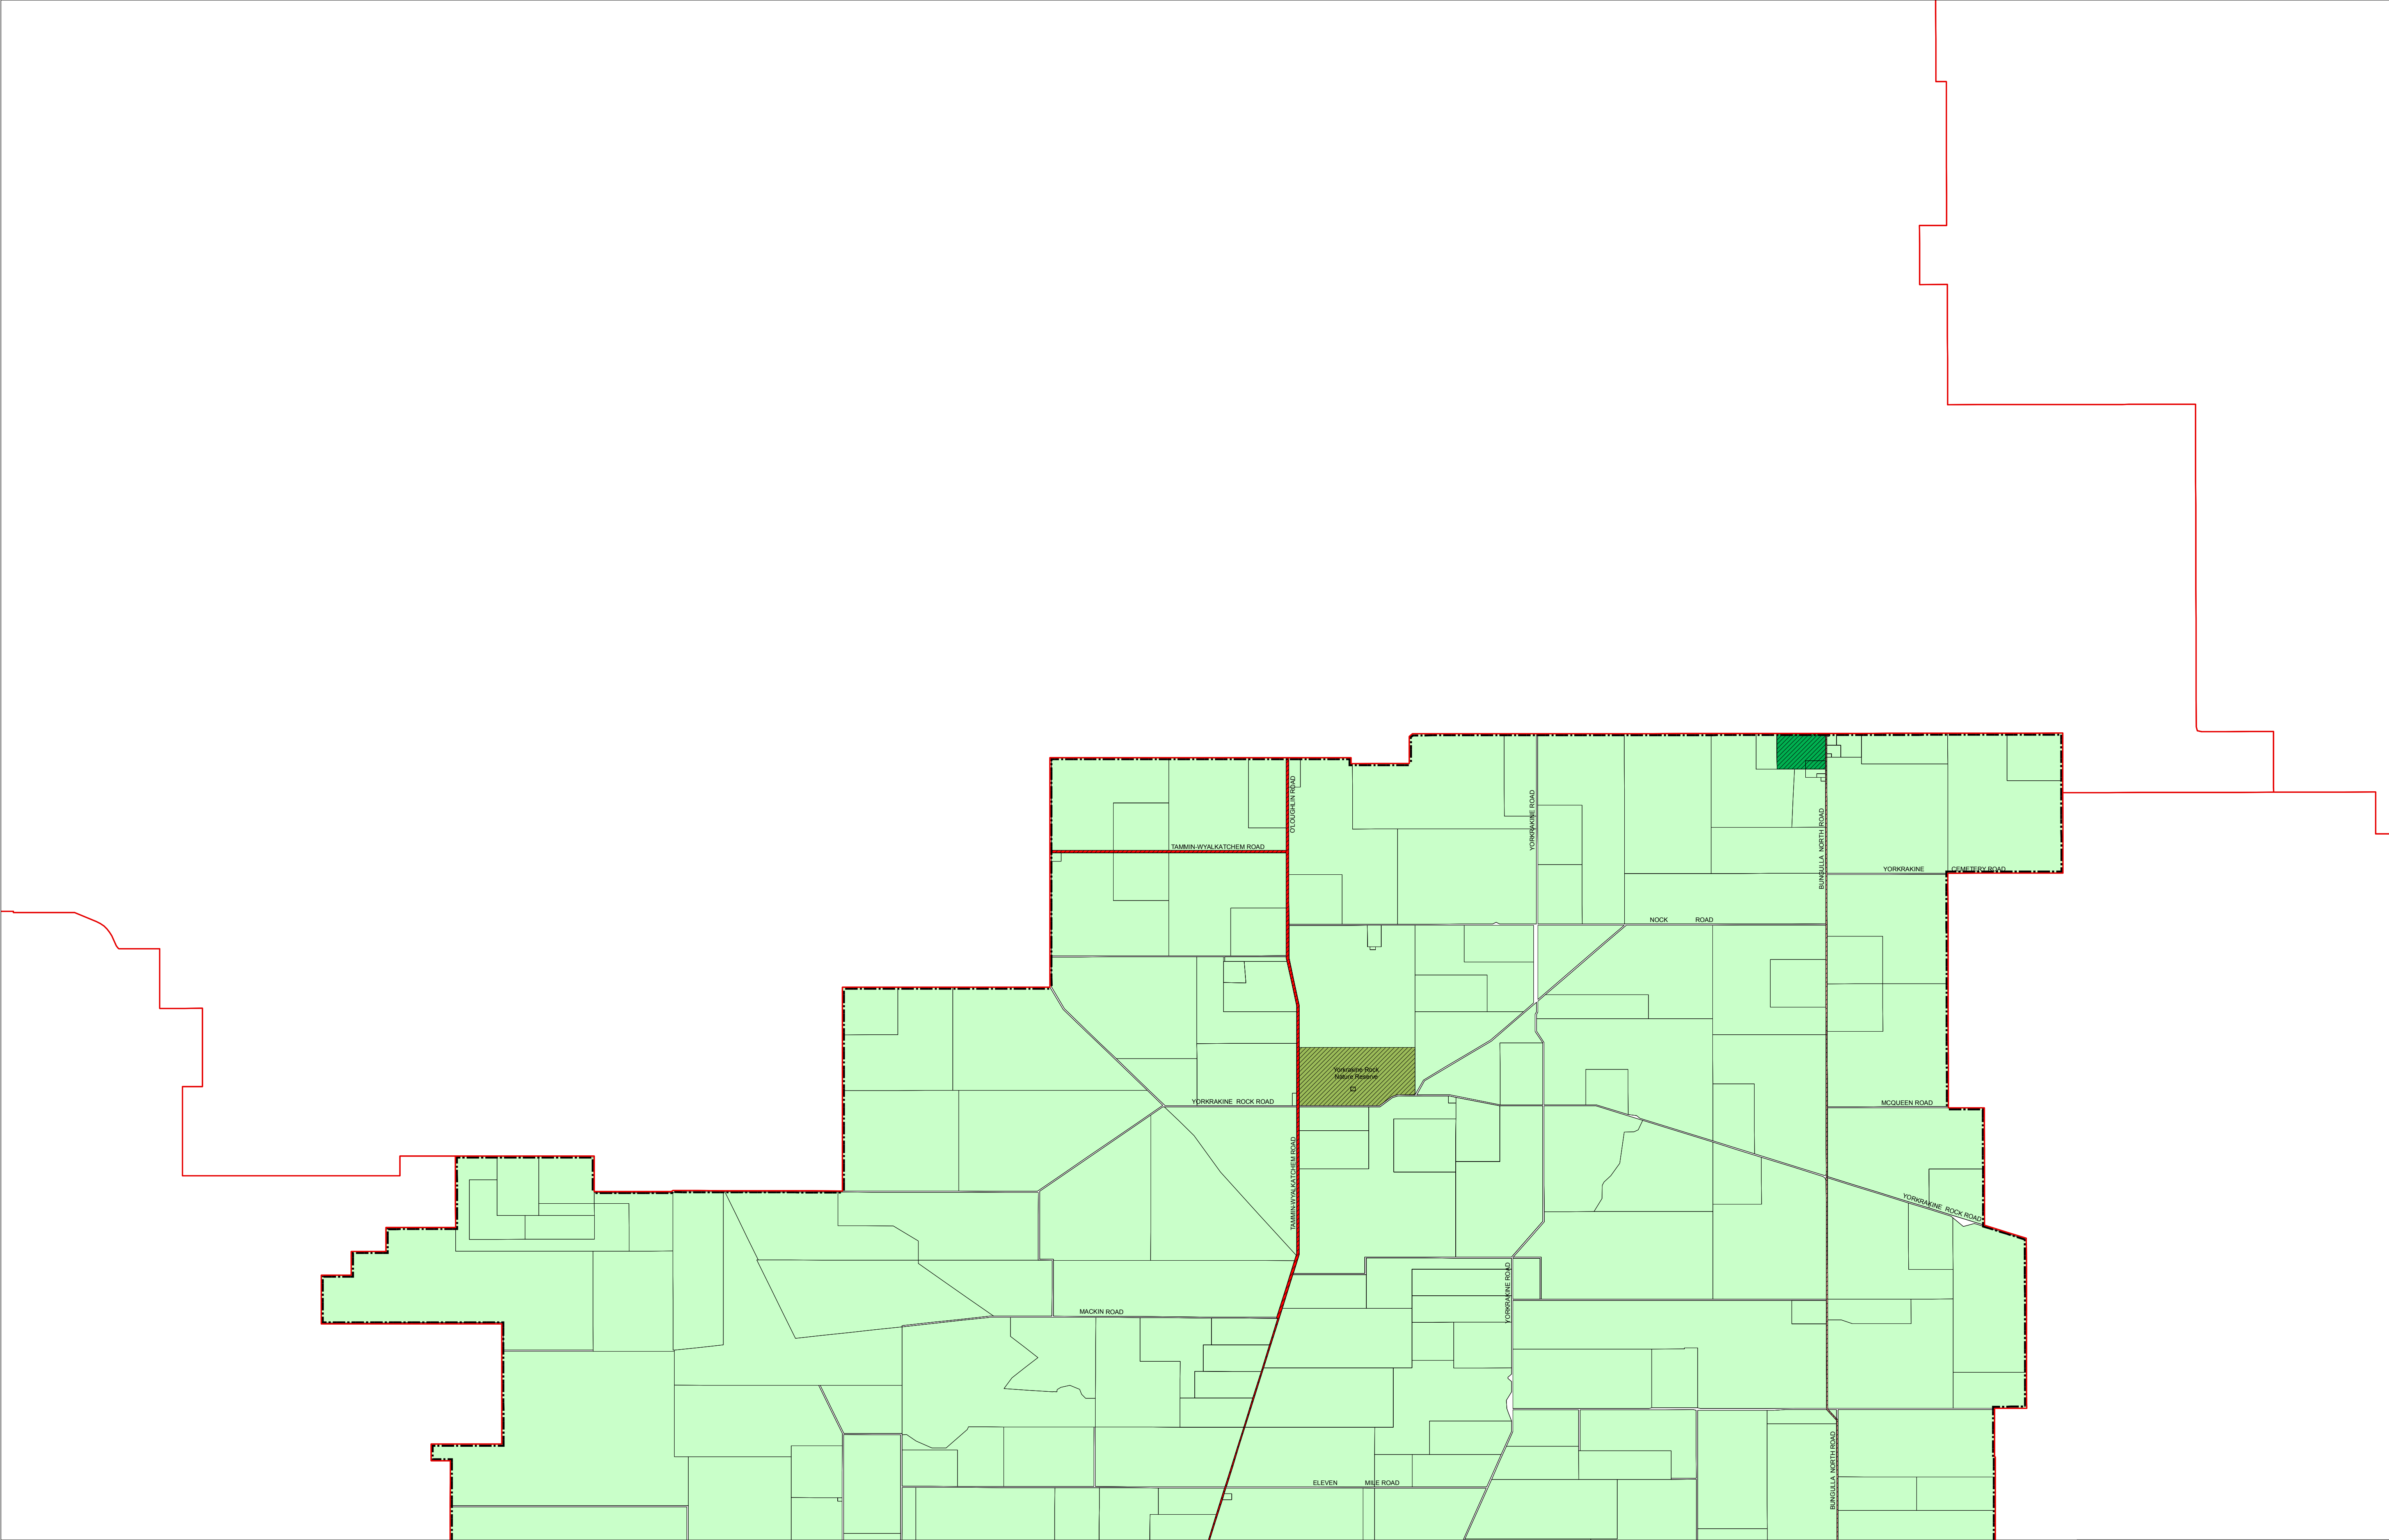 O'LOUGHLIN ROAD
YORKRAKINE ROAD
BUNGULLA NORTH ROAD
TAMMIN-WYALKATCHEM ROAD
YORKRAKINE CEMETERY ROAD
NOCK ROAD
Yorkrakine Rock
Nature Reserve
YORKRAKINE ROCK ROAD
MCQUEEN ROAD
TAMMIN-WYALKATCHEM ROAD
YORKRAKINE ROCK ROAD
YORKRAKINE ROAD
MACKIN ROAD
BUNGULLA NORTH ROAD
ELEVEN MILE ROAD